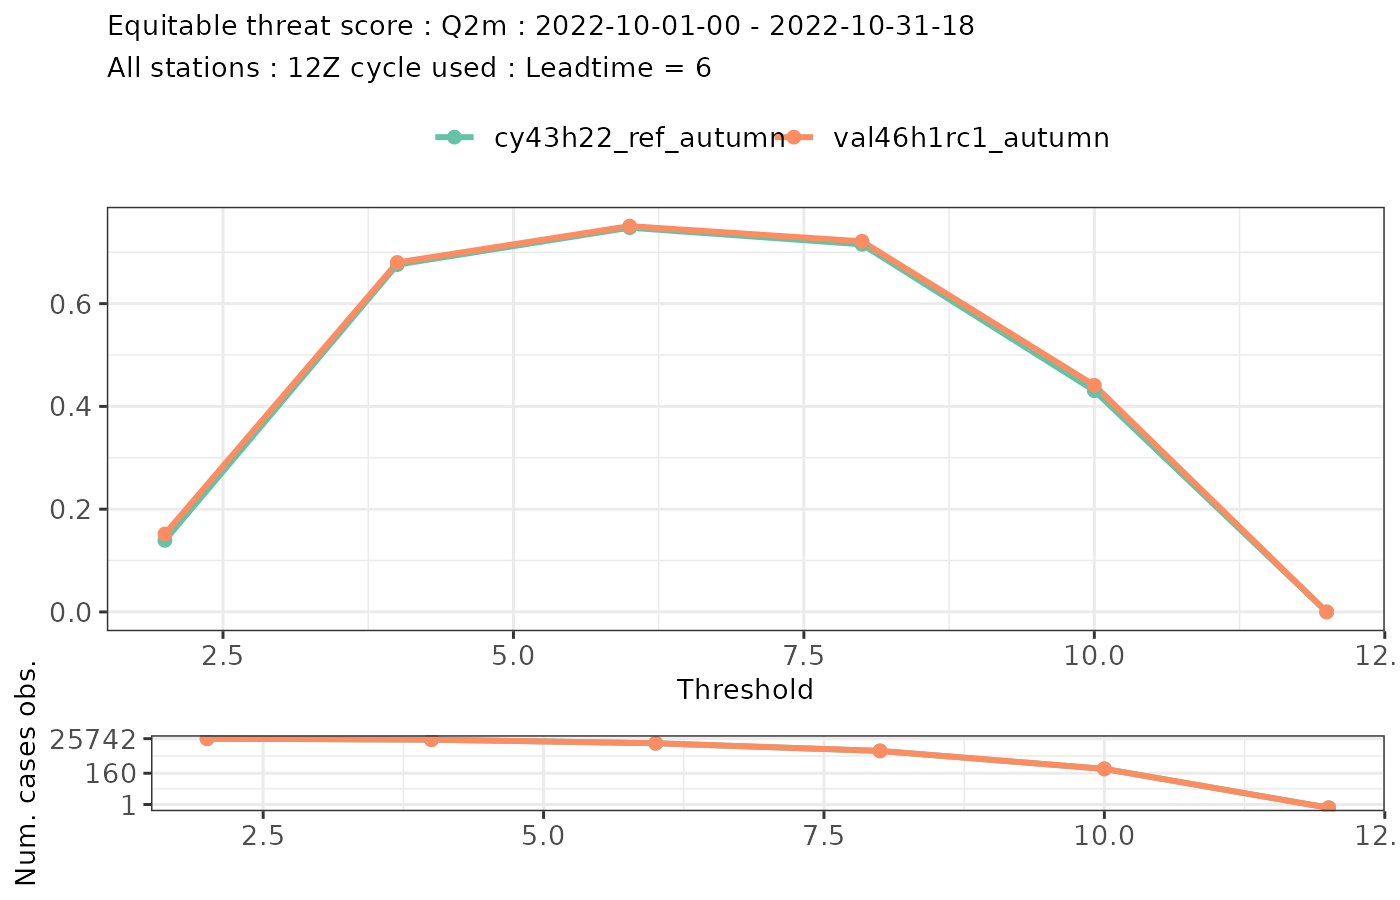 Equitable threat score : Q2m : 2022-10-01-00 - 2022-10-31-18
All stations : 12Z cycle used : Leadtime = 6
cy43h22_ref_autumn val46h1rc1_autumn
0.6
0.4
0.2
0.0
2.5 5.0 7.5 10.0 12.
Threshold
Num. cases obs.
25742
160
1
2.5 5.0 7.5 10.0 12.